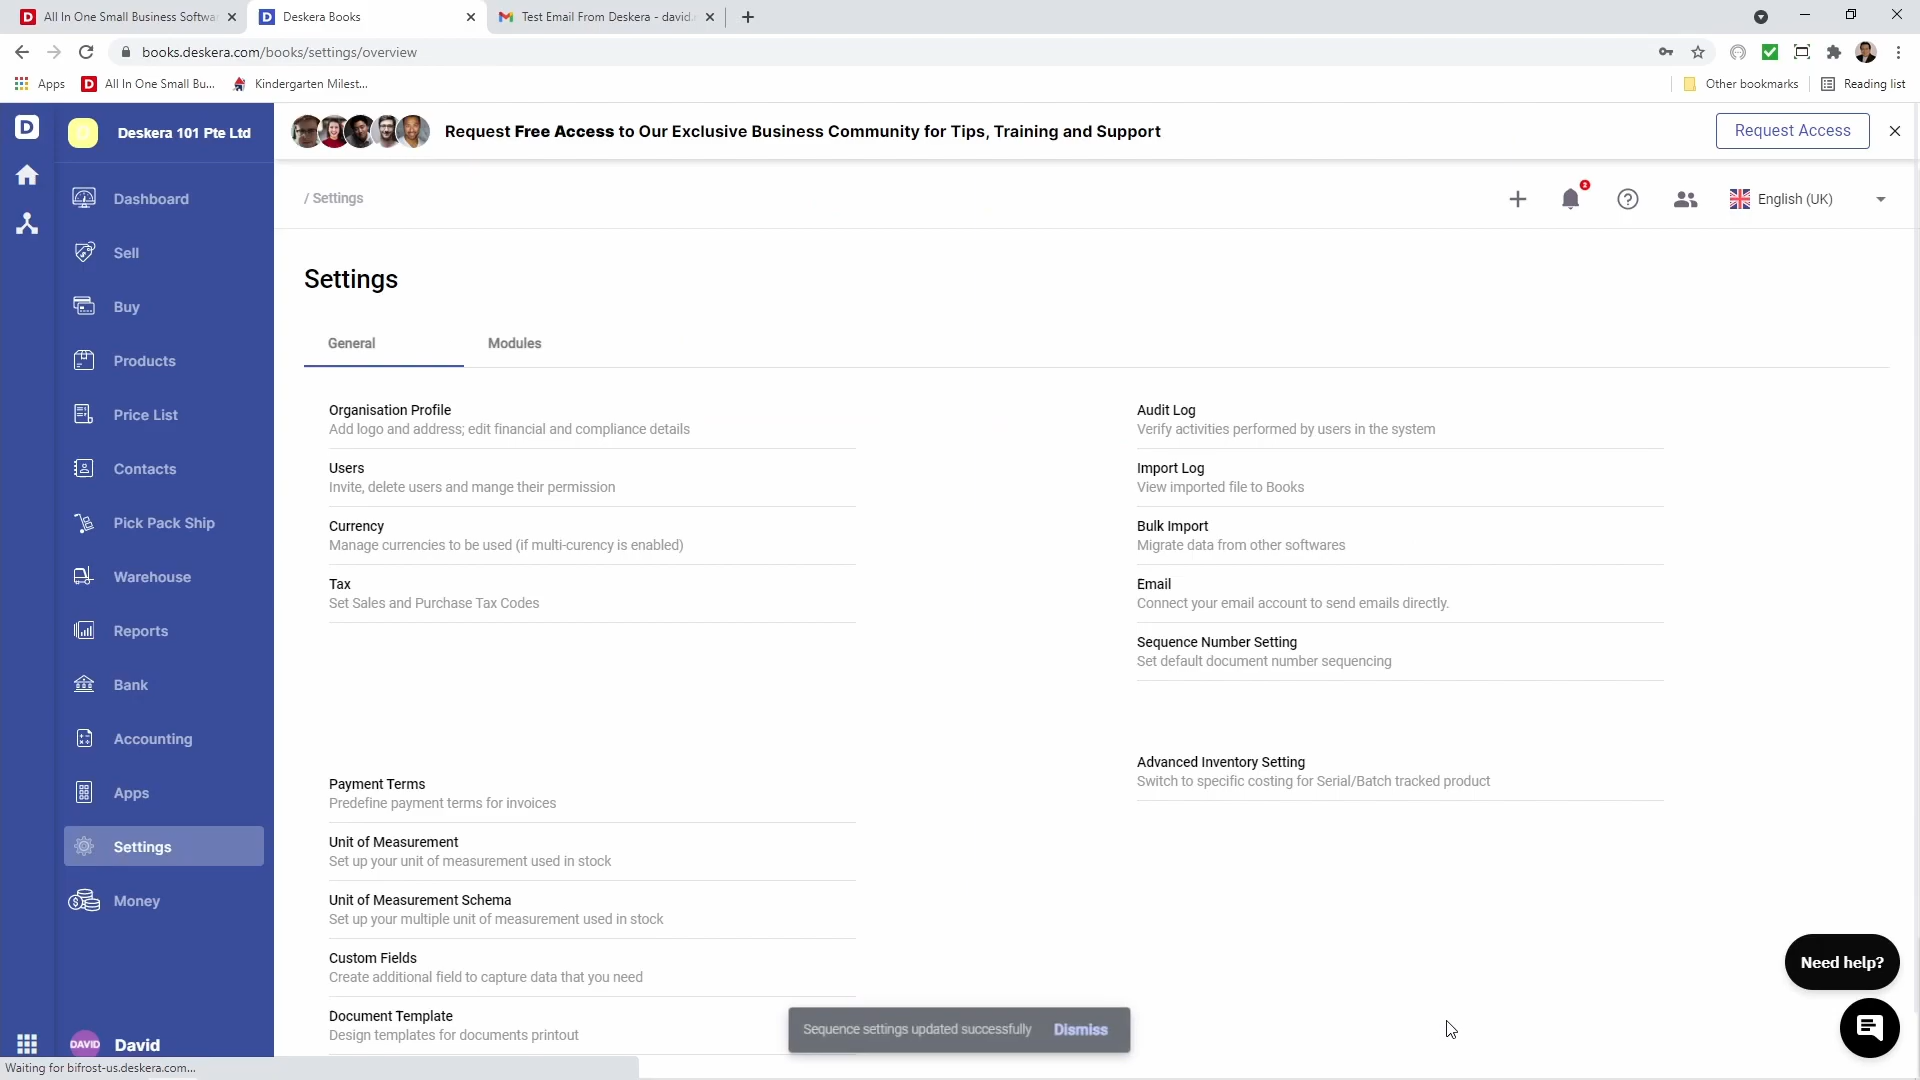 All In One Small Business Softwa
Deskera Books
Test Email From Deskera - david.
books.deskera.com/books/settings/overview
Apps
All In One Small Bu...
Kindergarten Milest...
Other bookmarks
Reading list
D
Deskera 101 Pte Ltd
Request Free Access to Our Exclusive Business Community for Tips, Training and Support
Request Access
Dashboard
Sell
Buy
Products
Price List
Contacts
Pick Pack Ship
Warehouse
Reports
Bank
Accounting
Apps
Settings
Money
DAVID
David
/ Settings
2
English (UK)
Settings
General
Modules
Organisation Profile
Add logo and address; edit financial and compliance details
Users
Invite, delete users and mange their permission
Currency
Manage currencies to be used (if multi-curency is enabled)
Tax
Set Sales and Purchase Tax Codes
Payment Terms
Predefine payment terms for invoices
Unit of Measurement
Set up your unit of measurement used in stock
Unit of Measurement Schema
Set up your multiple unit of measurement used in stock
Custom Fields
Create additional field to capture data that you need
Document Template
Design templates for documents printout
Audit Log
Verify activities performed by users in the system
Import Log
View imported file to Books
Bulk Import
Migrate data from other softwares
Email
Connect your email account to send emails directly.
Sequence Number Setting
Set default document number sequencing
Advanced Inventory Setting
Switch to specific costing for Serial/Batch tracked product
Need help?
Sequence settings updated successfully
Dismiss
Waiting for bifrost-us.deskera.com...